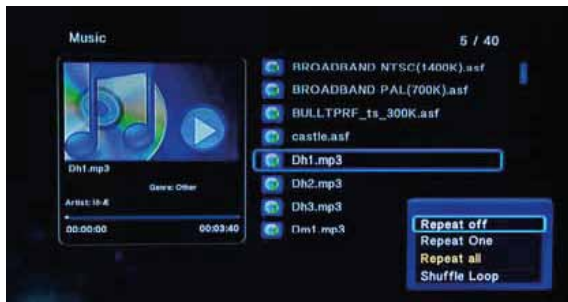 Music
5 / 40
BROADBAND NTSC(1400K).asf
BROADBAND PAL(700K).asf
BULLTPRF_ts_300K.asf
castle.asf
Dh1.mp3
Dh2.mp3
Dh3.mp3
Dm1.mp3
Dh1.mp3
Genre: Other
Artist:
00:00:00
00:03:40
Repeat off
Repeat One
Repeat all
Shuffle Loop